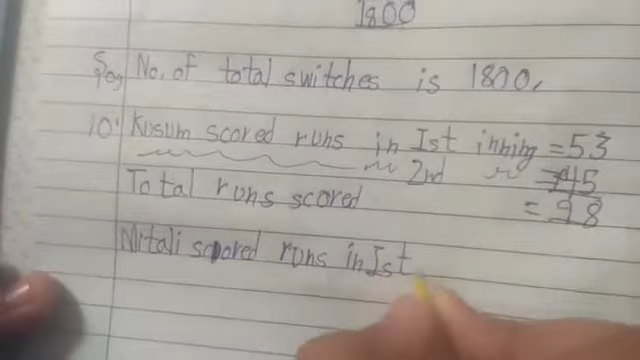 1800
So, No. of total switches is 1800.
10. Kusum scored runs in Ist inning = 53
2nd = 45
Total runs scored = 98
Mitali scored runs in Ist